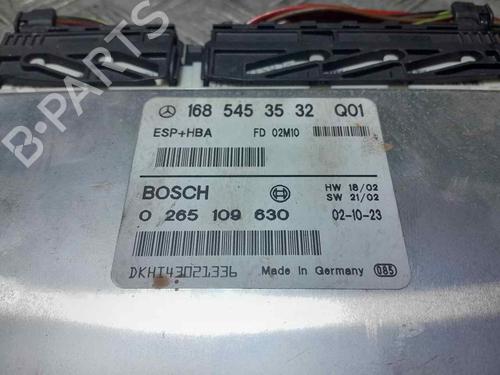 B-PARTS
168 545 35 32 Q01
ESP+HBA FD 02M10
BOSCH HW 18/02
SW 21/02
0 265 109 630 02-10-23
DKHT43021336 Made in Germany 085